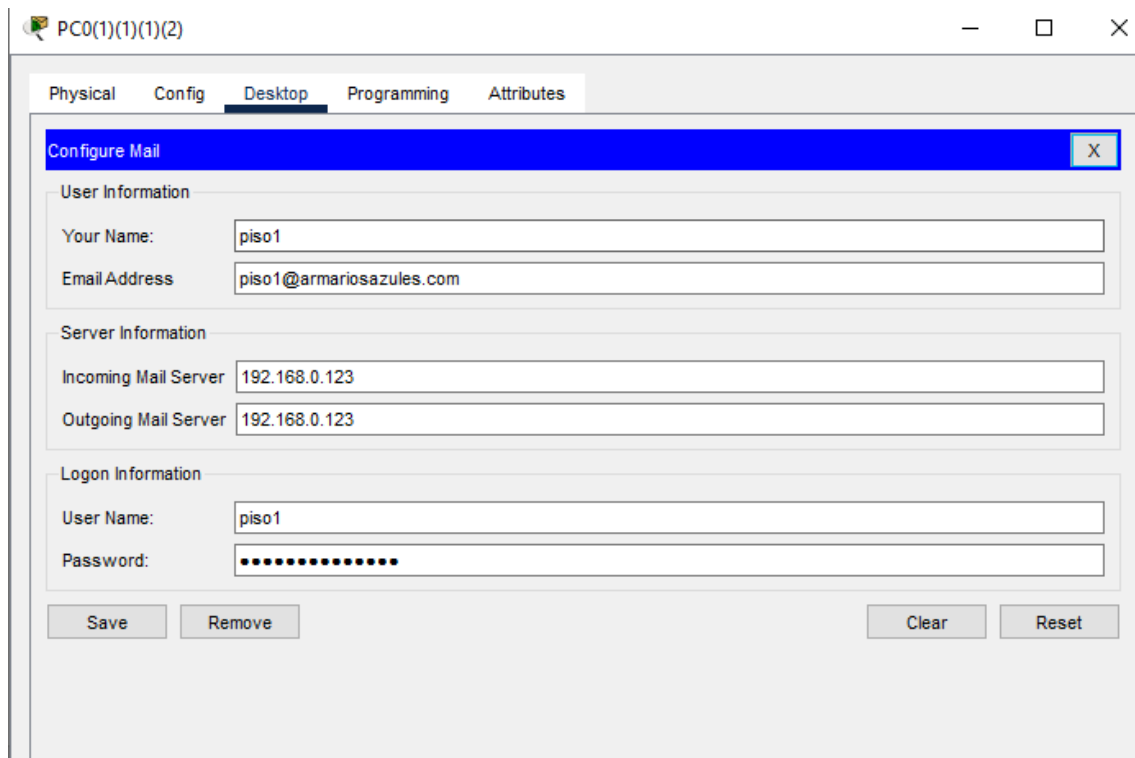 PC0(1)(1)(1)(2)
Physical Config Desktop Programming Attributes
Configure Mail X
User Information
Your Name: piso1
Email Address piso1@armariosazules.com
Server Information
Incoming Mail Server 192.168.0.123
Outgoing Mail Server 192.168.0.123
Logon Information
User Name: piso1
Password: ••••••••••••••
Save Remove Clear Reset